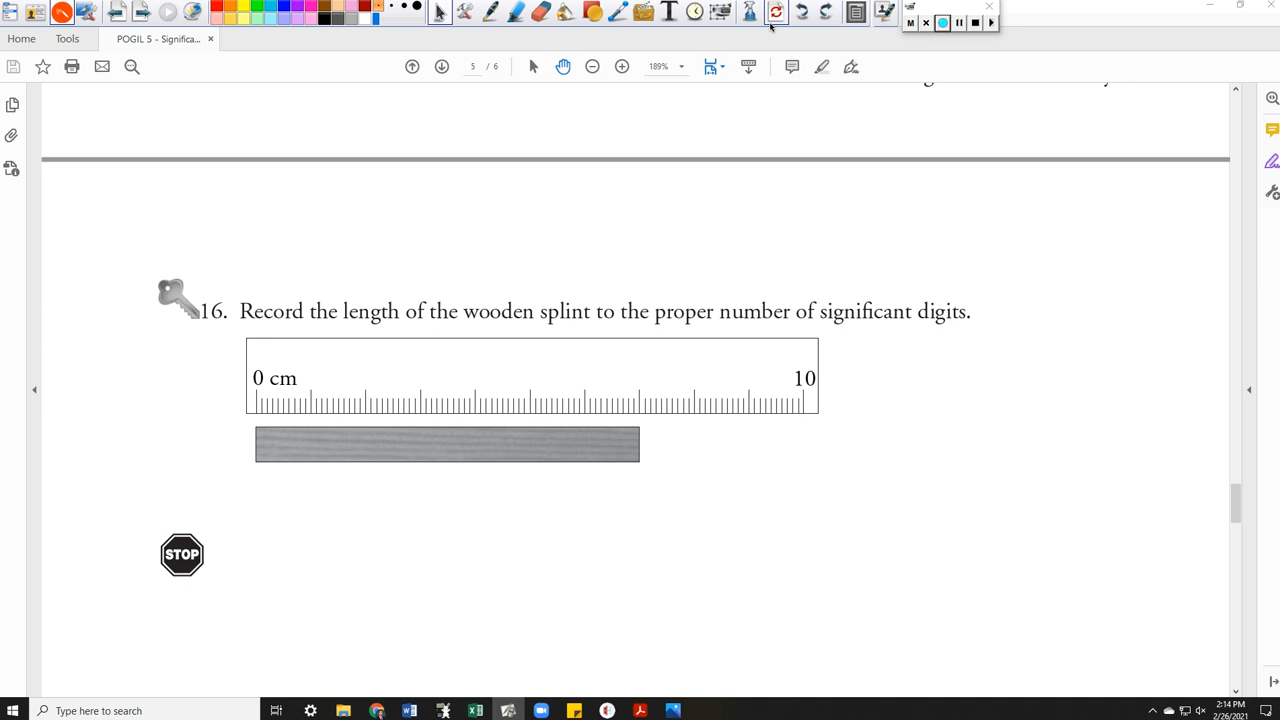 M
Home
Tools
POGIL 5 - Significa...
5 / 6
189%
16. Record the length of the wooden splint to the proper number of significant digits.
0 cm
10
STOP
Type here to search
2:14 PM
2/26/2021